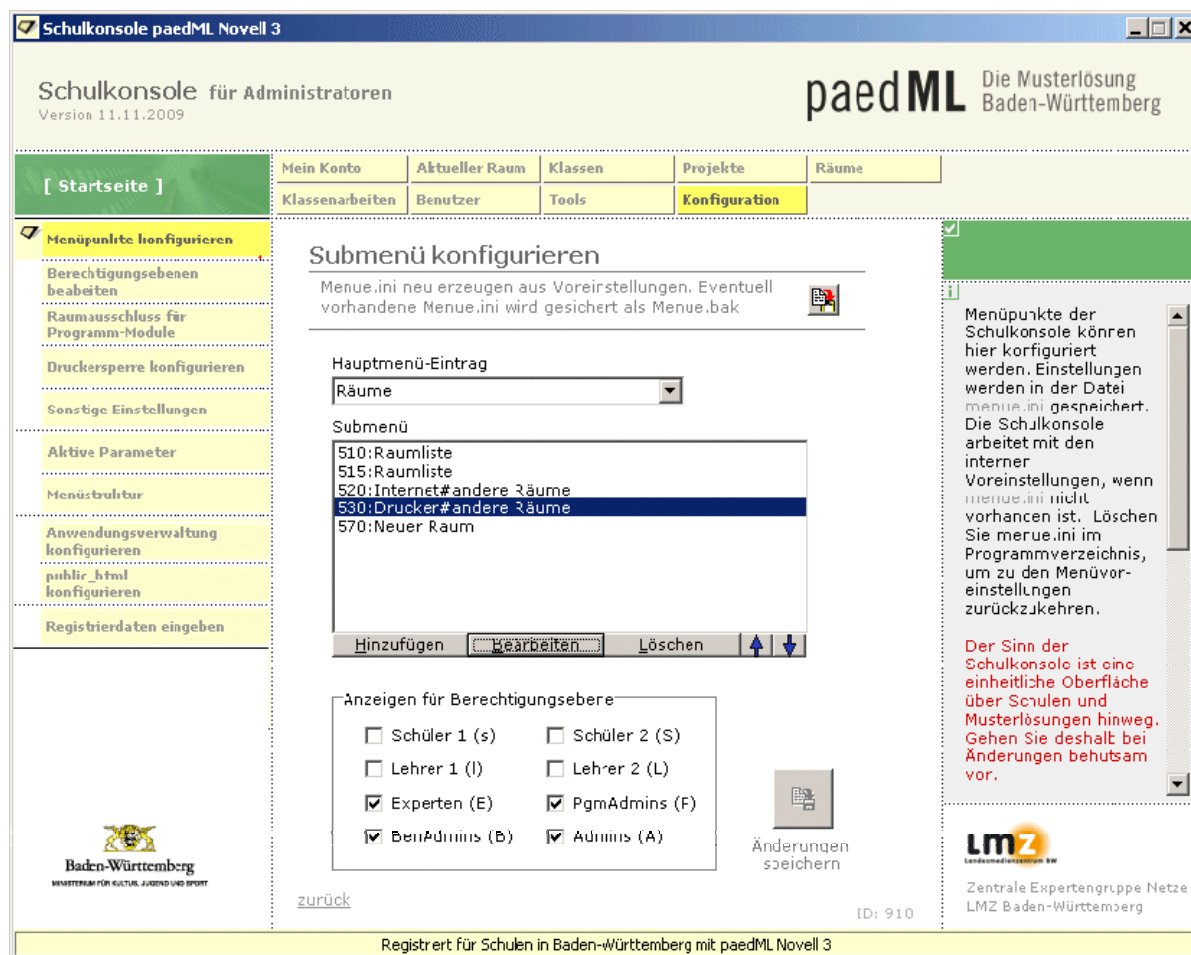 Schulkonsole paedML Novell 3
Schulkonsole für Administratoren
Version 11.11.2009
paedML Die Musterlösung
Baden-Württemberg
[ Startseite ]
Mein Konto
Aktueller Raum
Klassen
Projekte
Räume
Klassenarbeiten
Benutzer
Tools
Konfiguration
Menüpunkte konfigurieren
Berechtigungsebenen
beabeiten
Raumausschluss für
Programm-Module
Druckersperre konfigurieren
Sonstige Einstellungen
Aktive Parameter
Menüstruktur
Anwendungsverwaltung
konfigurieren
public_html
konfigurieren
Registrierdaten eingeben
Baden-Württemberg
MINISTERIUM FÜR KULTUS, JUGEND UND SPORT
Submenü konfigurieren
Menue.ini neu erzeugen aus Voreinstellungen. Eventuell
vorhandene Menue.ini wird gesichert als Menue.bak
Hauptmenü-Eintrag
Räume
Submenü
510:Raumliste
515:Raumliste
520:Internet#andere Räume
530:Drucker#andere Räume
570:Neuer Raum
Hinzufügen
Bearbeiten
Löschen
Anzeigen für Berechtigungsebene
Schüler 1 (s)
Schüler 2 (S)
Lehrer 1 (l)
Lehrer 2 (L)
Experten (E)
PgmAdmins (P)
BenAdmins (B)
Admins (A)
Änderungen
speichern
zurück
ID: 910
Menüpunkte der
Schulkonsole können
hier konfiguriert
werden. Einstellungen
werden in der Datei
menue.ini gespeichert.
Die Schulkonsole
arbeitet mit den
internen
Voreinstellungen, wenn
menue.ini nicht
vorhanden ist. Löschen
Sie menue.ini im
Programmverzeichnis,
um zu den Menüvor-
einstellungen
zurückzukehren.
Der Sinn der
Schulkonsole ist eine
einheitliche Oberfläche
über Schulen und
Musterlösungen hinweg.
Gehen Sie deshalb bei
Änderungen behutsam
vor.
LMZ
Landesmedienzentrum BW
Zentrale Expertengruppe Netze
LMZ Baden-Württemberg
Registriert für Schulen in Baden-Württemberg mit paedML Novell 3